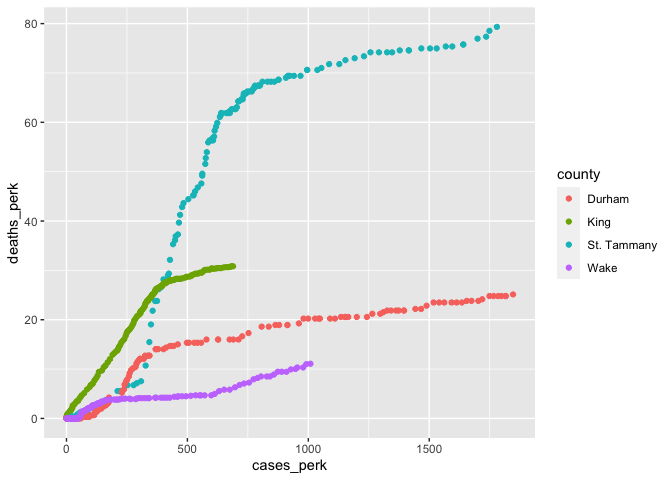 80
60
40
20
0
deaths_perk
0 500 1000 1500
cases_perk
county
Durham
King
St. Tammany
Wake